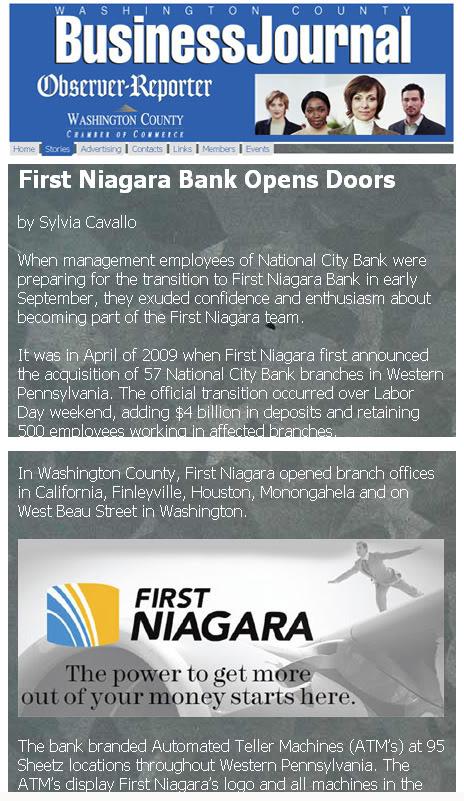 WASHINGTON COUNTY
Business Journal
Observer-Reporter
WASHINGTON COUNTY
CHAMBER OF COMMERCE
Home Stories Advertising Contacts Links Members Events
First Niagara Bank Opens Doors
by Sylvia Cavallo
When management employees of National City Bank were
preparing for the transition to First Niagara Bank in early
September, they exuded confidence and enthusiasm about
becoming part of the First Niagara team.
It was in April of 2009 when First Niagara first announced
the acquisition of 57 National City Bank branches in Western
Pennsylvania. The official transition occurred over Labor
Day weekend, adding $4 billion in deposits and retaining
500 employees working in affected branches.
In Washington County, First Niagara opened branch offices
in California, Finleyville, Houston, Monongahela and on
West Beau Street in Washington.
FIRST
NIAGARA
The power to get more
out of your money starts here.
The bank branded Automated Teller Machines (ATM's) at 95
Sheetz locations throughout Western Pennsylvania. The
ATM's display First Niagara's logo and all machines in the